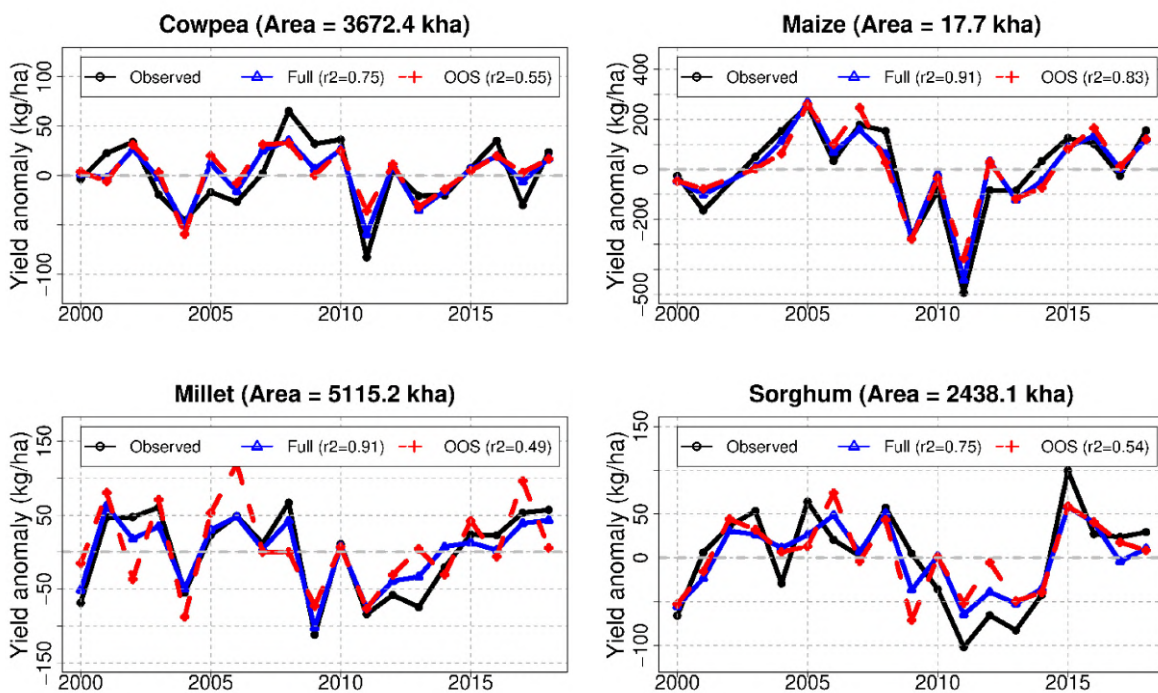 Cowpea (Area = 3672.4 kha)
Observed Full (r2=0.75) OOS (r2=0.55)
Yield anomaly (kg/ha)
100
50
0
−100
2000 2005 2010 2015
Maize (Area = 17.7 kha)
Observed Full (r2=0.91) OOS (r2=0.83)
Yield anomaly (kg/ha)
400
200
0
−200
−500
2000 2005 2010 2015
Millet (Area = 5115.2 kha)
Observed Full (r2=0.91) OOS (r2=0.49)
Yield anomaly (kg/ha)
150
50
−50
−150
2000 2005 2010 2015
Sorghum (Area = 2438.1 kha)
Observed Full (r2=0.75) OOS (r2=0.54)
Yield anomaly (kg/ha)
150
50
0
−100
2000 2005 2010 2015